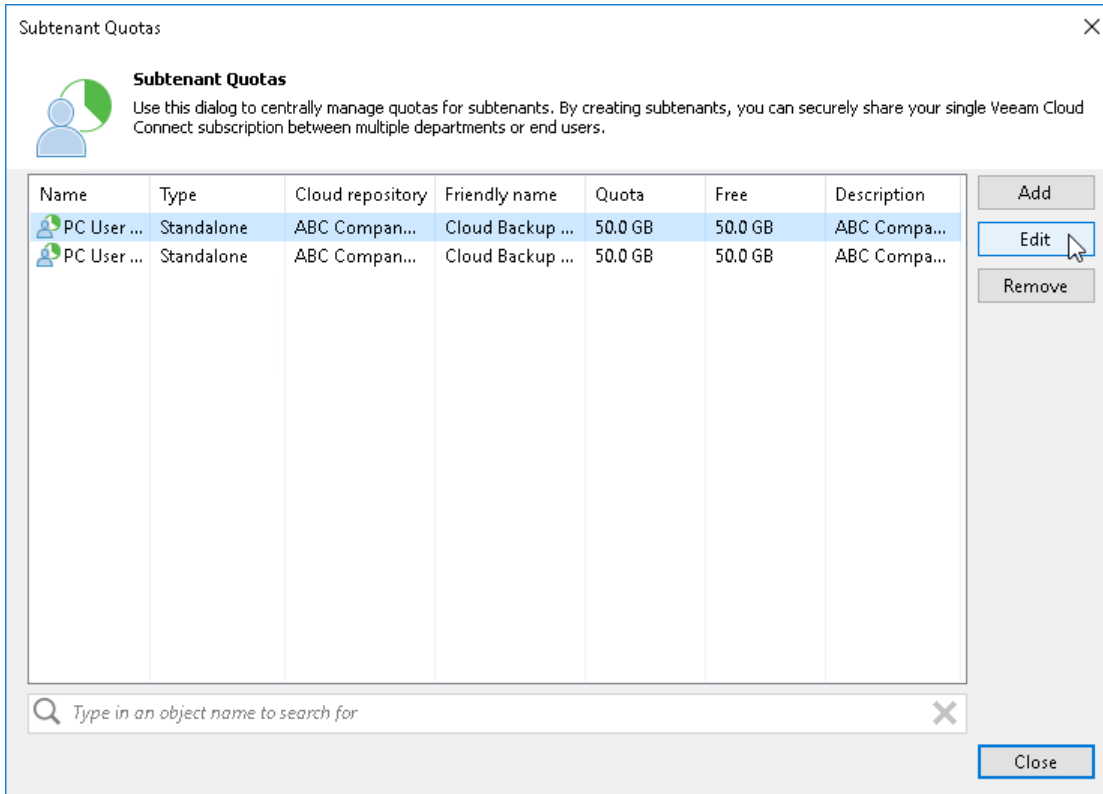 Subtenant Quotas
Subtenant Quotas
Use this dialog to centrally manage quotas for subtenants. By creating subtenants, you can securely share your single Veeam Cloud
Connect subscription between multiple departments or end users.
Name Type Cloud repository Friendly name Quota Free Description
PC User ... Standalone ABC Compan... Cloud Backup ... 50.0 GB 50.0 GB ABC Compa...
PC User ... Standalone ABC Compan... Cloud Backup ... 50.0 GB 50.0 GB ABC Compa...
Add
Edit
Remove
Type in an object name to search for
Close